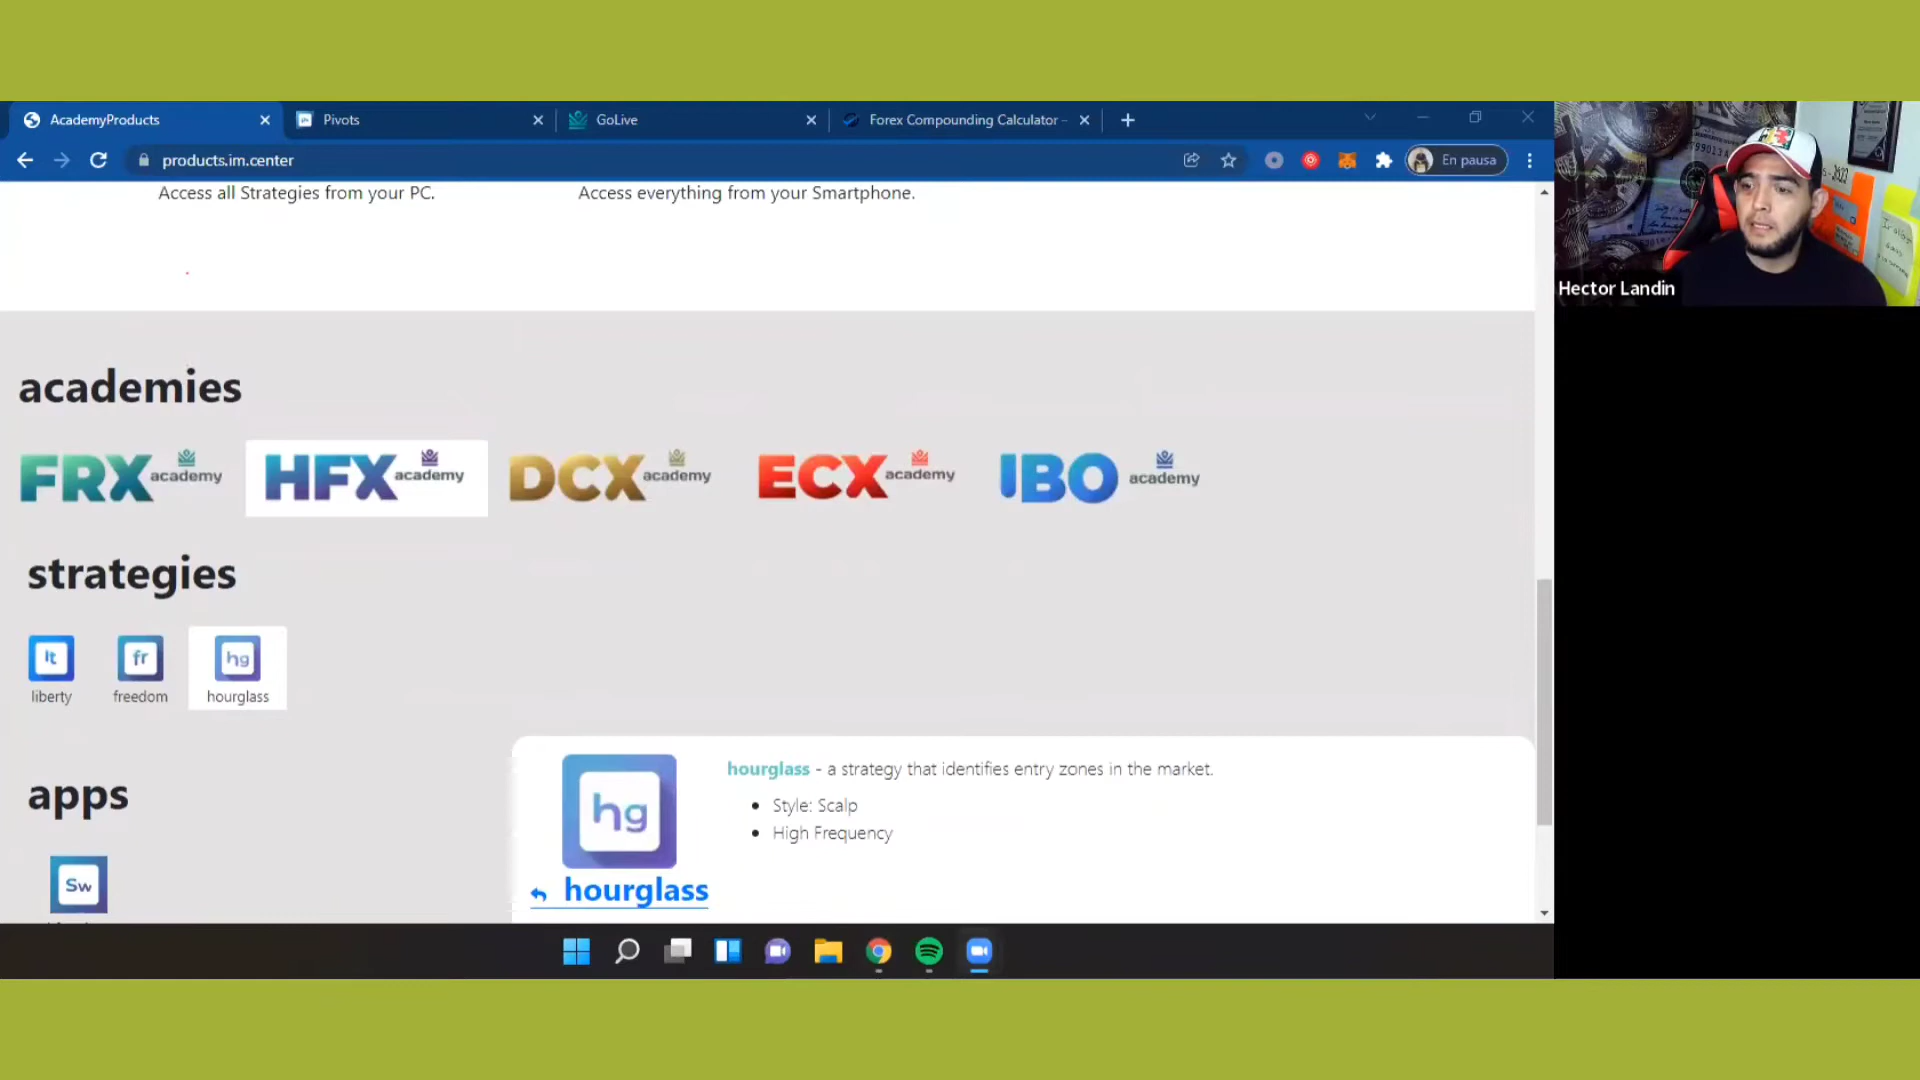 AcademyProducts
Pivots
GoLive
Forex Compounding Calculator –
products.im.center
En pausa
Access all Strategies from your PC.
Access everything from your Smartphone.
academies
FRX academy
HFX academy
DCX academy
ECX academy
IBO academy
strategies
lt
fr
hg
liberty
freedom
hourglass
hg
hourglass - a strategy that identifies entry zones in the market.
Style: Scalp
High Frequency
hourglass
apps
Sw
Hector Landin